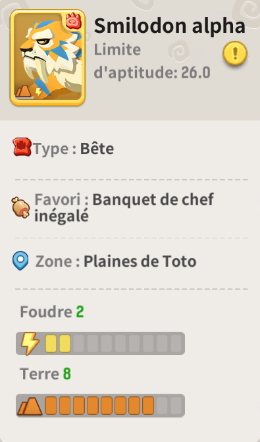 Smilodon alpha
Limite
d'aptitude: 26.0
Type : Bête
Favori : Banquet de chef
inégalé
Zone : Plaines de Toto
Foudre 2
Terre 8